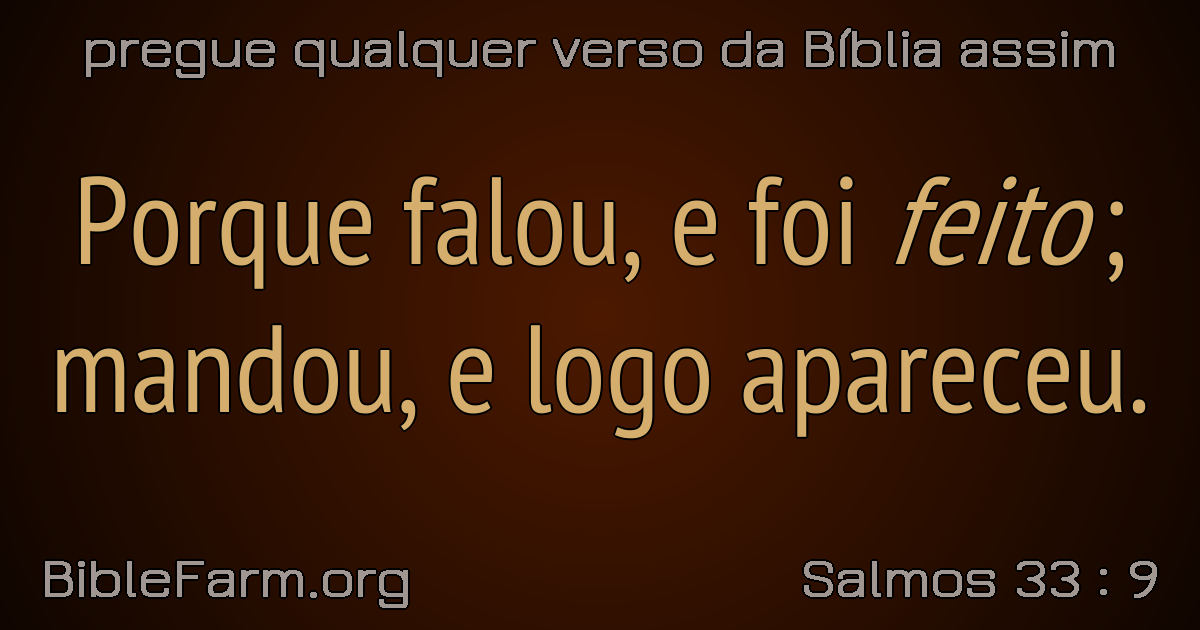 pregue qualquer verso da Bíblia assim
Porque falou, e foi feito;
mandou, e logo apareceu.
BibleFarm.org
Salmos 33 : 9